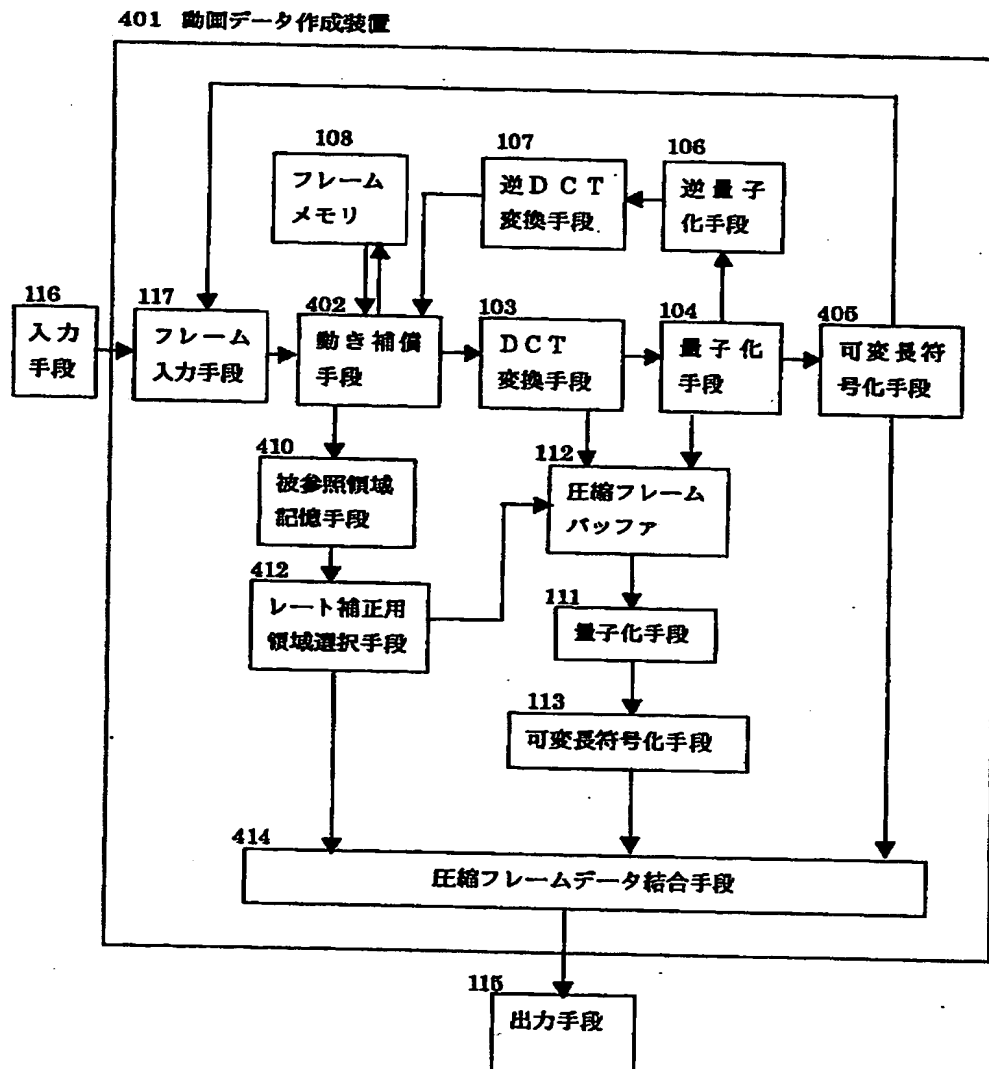 401 動画データ作成装置
108
フレーム
メモリ
107
逆DCT
変換手段
106
逆量子
化手段
116
入力
手段
117
フレーム
入力手段
402
動き補償
手段
103
DCT
変換手段
104
量子化
手段
405
可変長符
号化手段
410
被参照領域
記憶手段
112
圧縮フレーム
バッファ
412
レート補正用
領域選択手段
111
量子化手段
113
可変長符号化手段
414
圧縮フレームデータ結合手段
115
出力手段